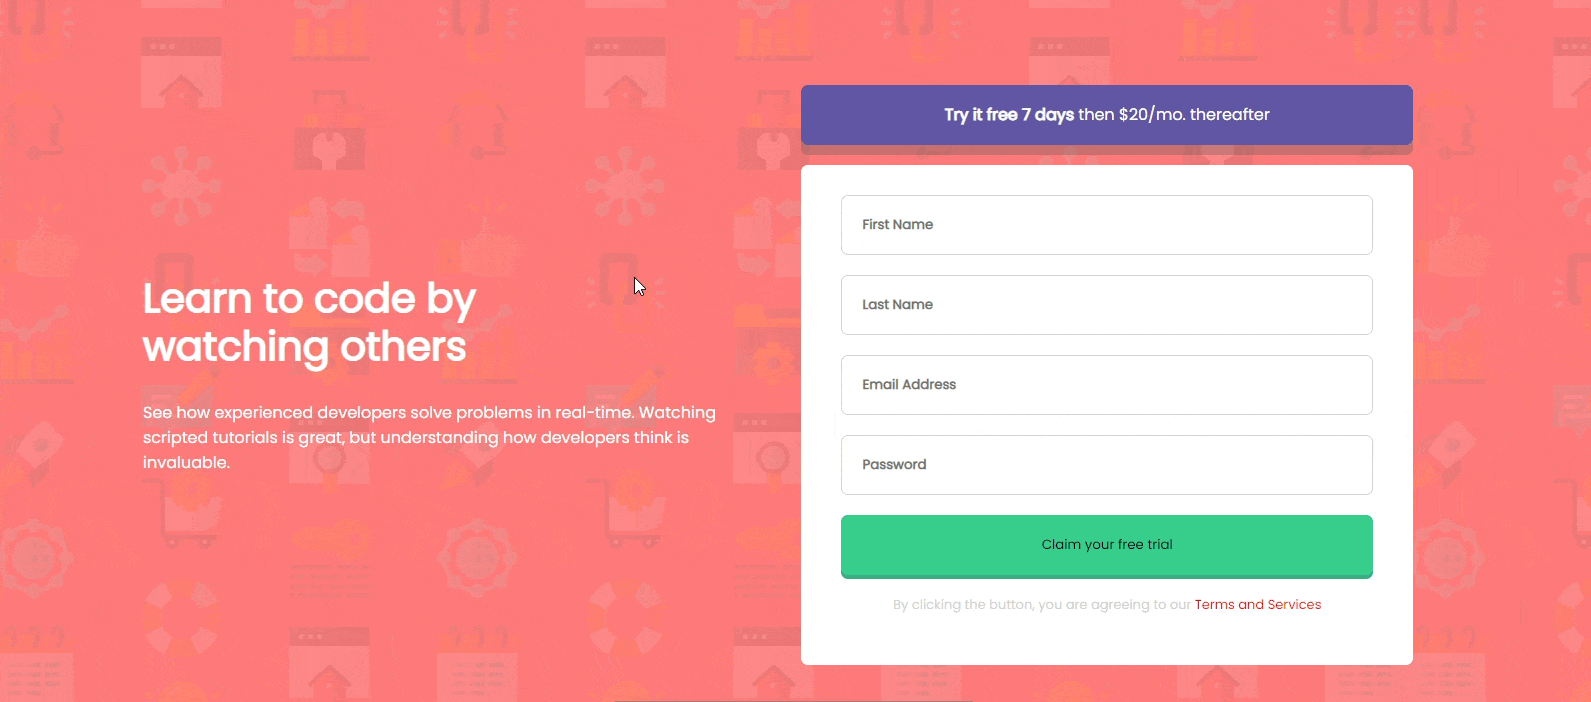 Try it free 7 days then $20/mo. thereafter
Learn to code by
watching others
See how experienced developers solve problems in real-time. Watching
scripted tutorials is great, but understanding how developers think is
invaluable.
First Name
Last Name
Email Address
Password
Claim your free trial
By clicking the button, you are agreeing to our Terms and Services